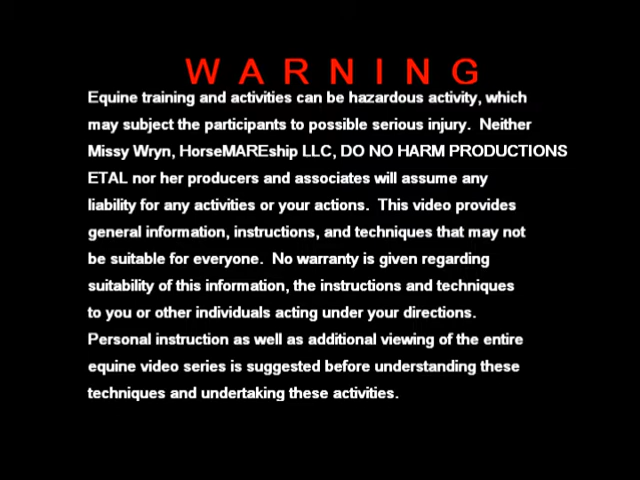 W A R N I N G
Equine training and activities can be hazardous activity, which
may subject the participants to possible serious injury.  Neither
Missy Wryn, HorseMAREship LLC, DO NO HARM PRODUCTIONS
ETAL nor her producers and associates will assume any
liability for any activities or your actions.  This video provides
general information, instructions, and techniques that may not
be suitable for everyone.  No warranty is given regarding
suitability of this information, the instructions and techniques
to you or other individuals acting under your directions.
Personal instruction as well as additional viewing of the entire
equine video series is suggested before understanding these
techniques and undertaking these activities.